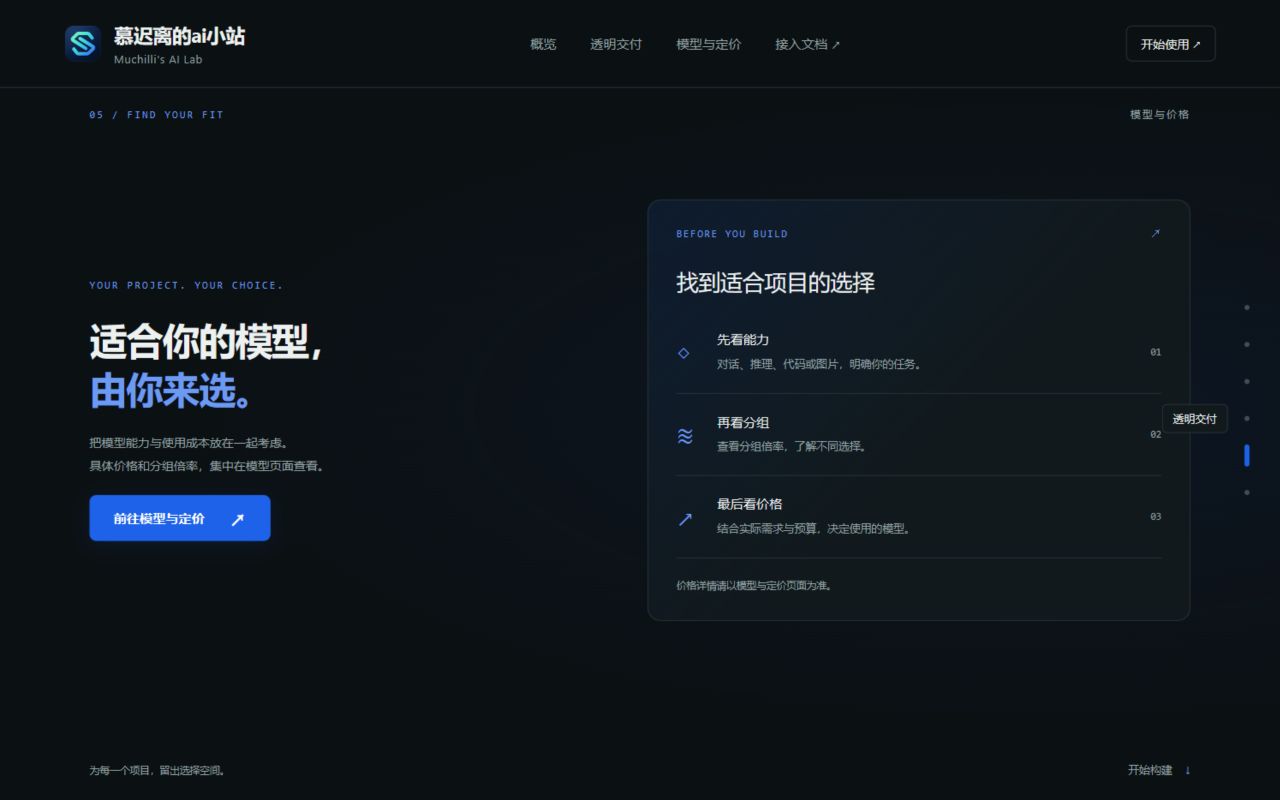 慕迟离的ai小站
Muchilli's AI Lab
概览
透明交付
模型与定价
接入文档 ↗
开始使用 ↗
05 / FIND YOUR FIT
模型与价格
YOUR PROJECT. YOUR CHOICE.
适合你的模型，
由你来选。
把模型能力与使用成本放在一起考虑。
具体价格和分组倍率，集中在模型页面查看。
前往模型与定价 ↗
BEFORE YOU BUILD ↗
找到适合项目的选择
先看能力
对话、推理、代码或图片，明确你的任务。
01
再看分组
查看分组倍率，了解不同选择。
02
透明交付
最后看价格
结合实际需求与预算，决定使用的模型。
03
价格详情请以模型与定价页面为准。
为每一个项目，留出选择空间。
开始构建 ↓